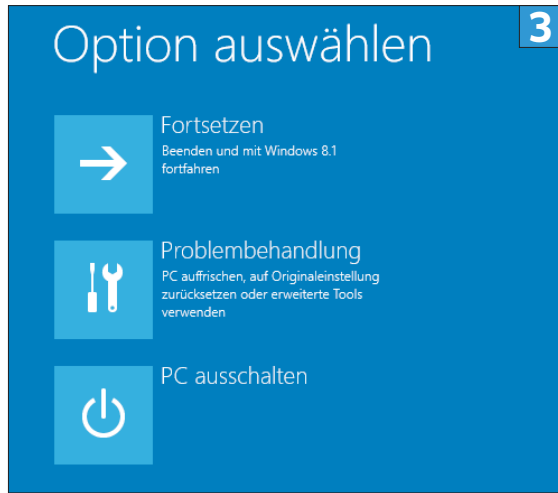 3
Option auswählen
Fortsetzen
Beenden und mit Windows 8.1
fortfahren
Problembehandlung
PC auffrischen, auf Originaleinstellung
zurücksetzen oder erweiterte Tools
verwenden
PC ausschalten